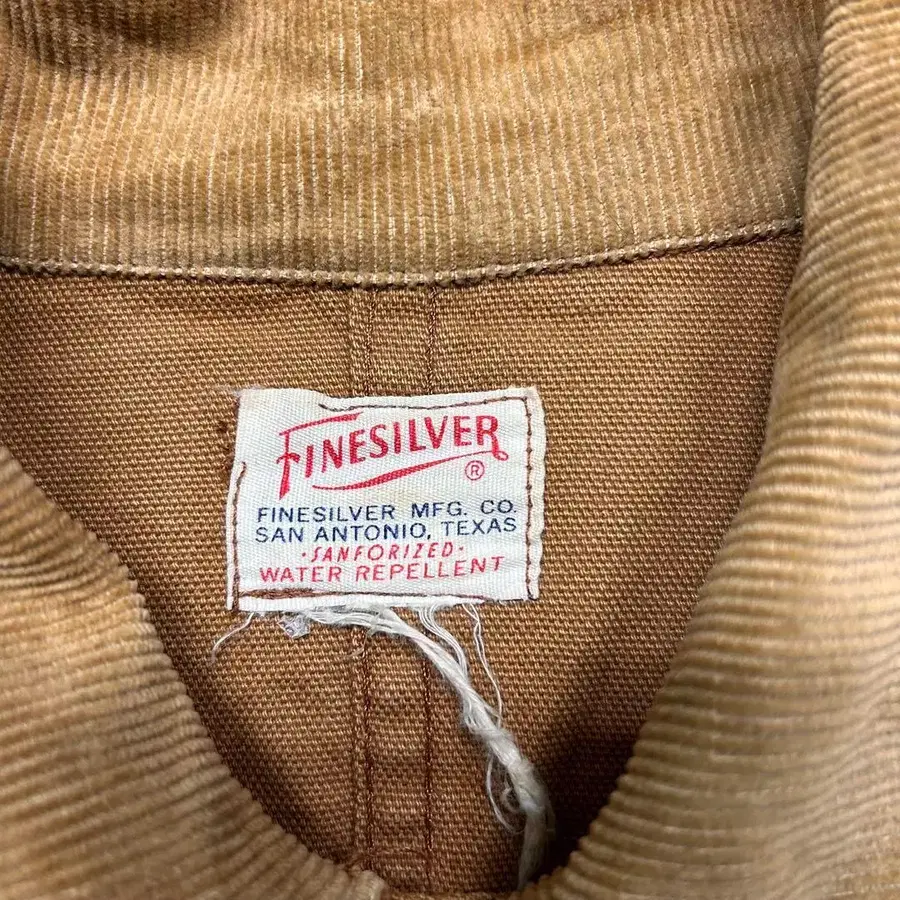 FINESILVER ®
FINESILVER MFG. CO.
SAN ANTONIO, TEXAS
·SANFORIZED·
WATER REPELLENT